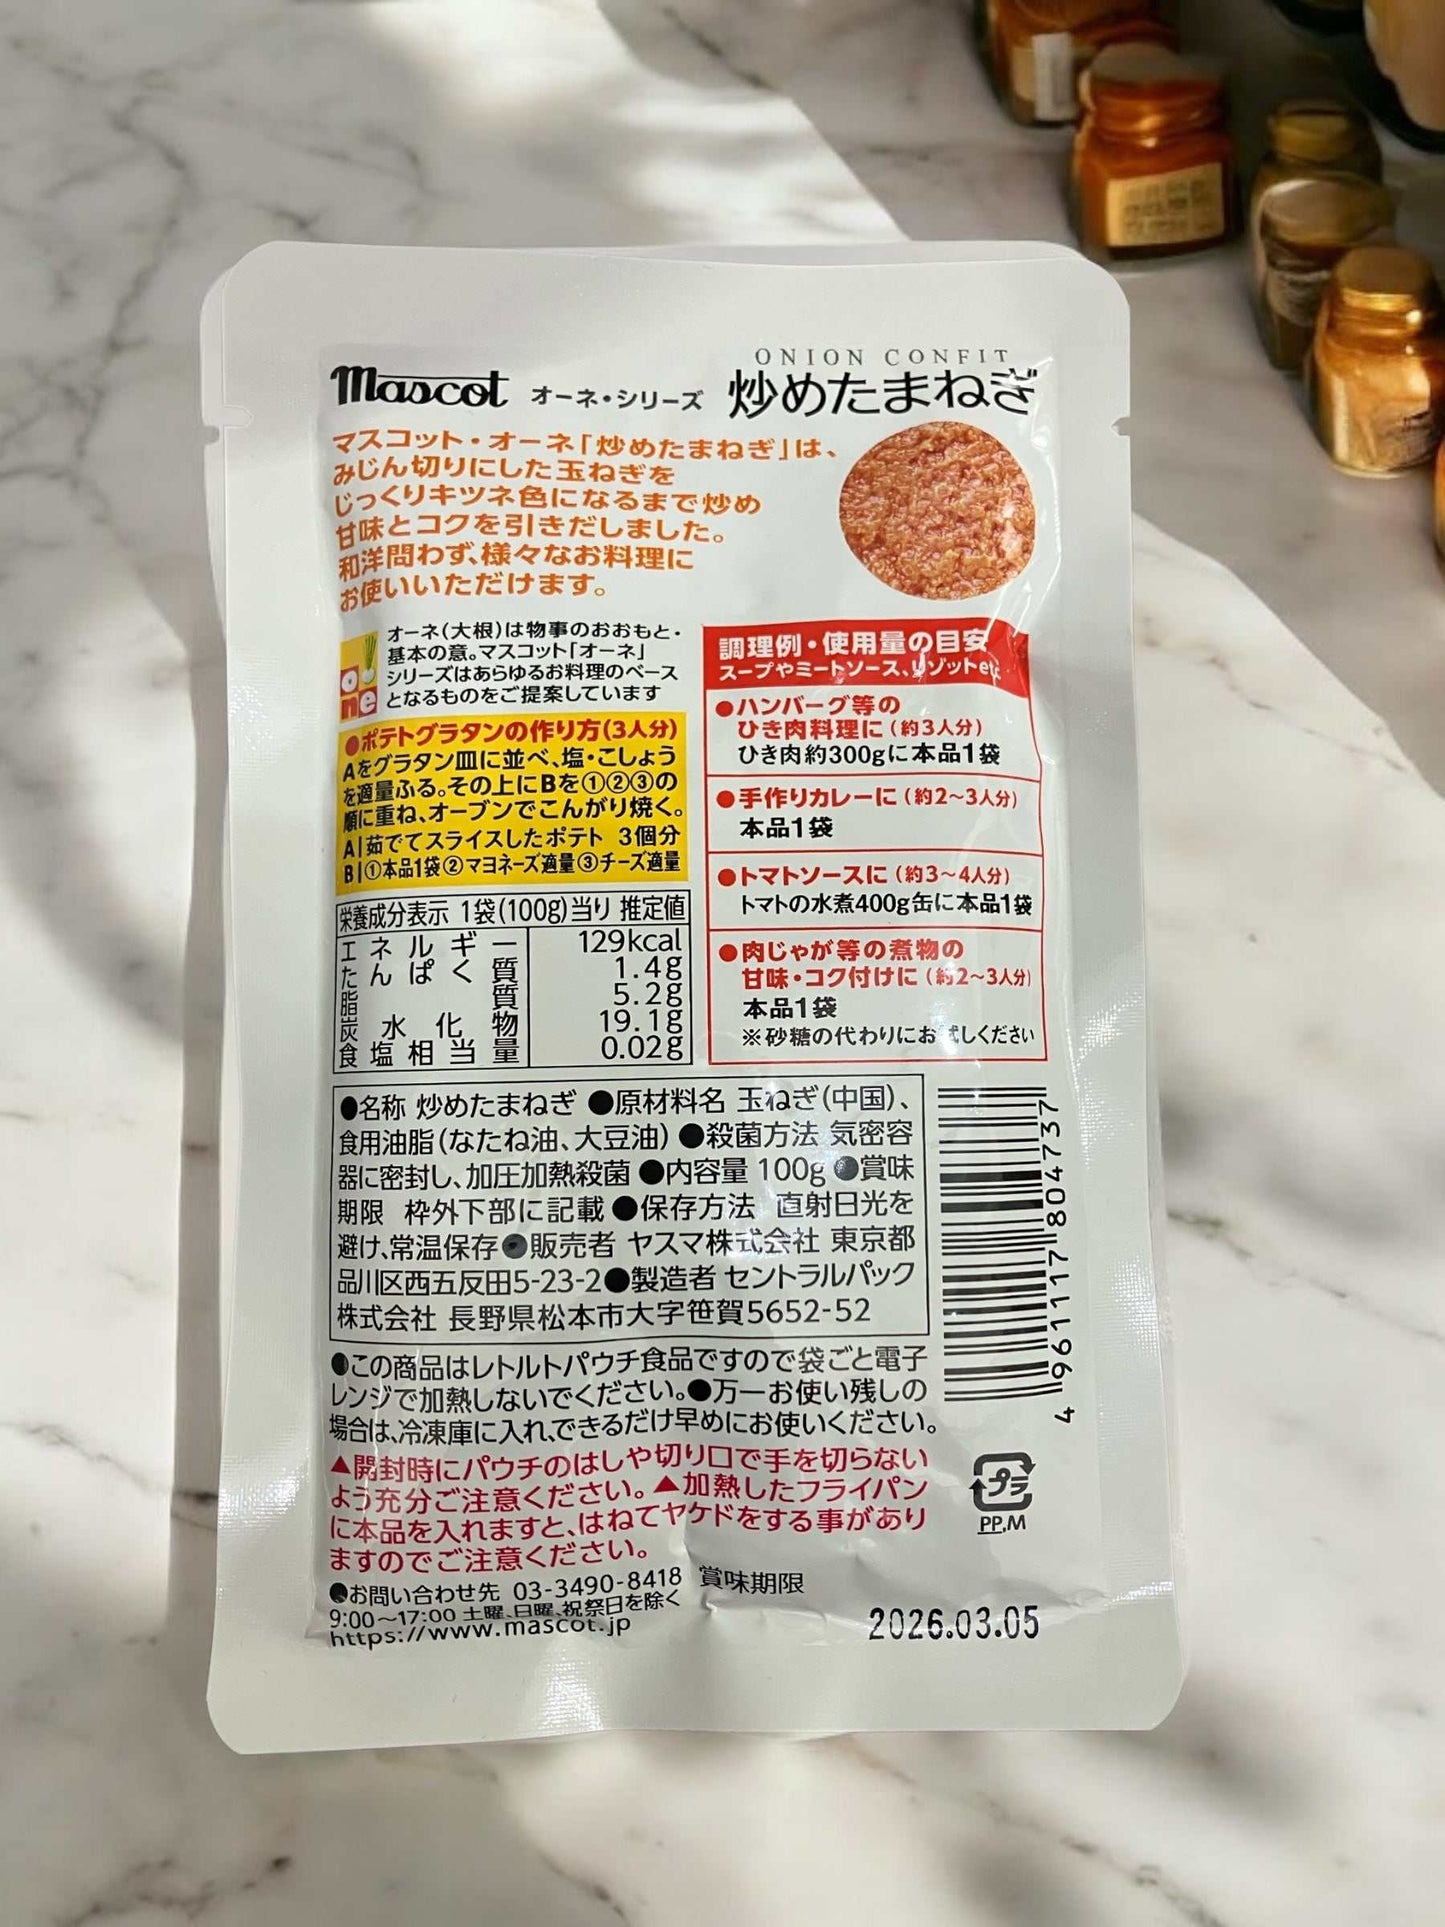 ONION CONFIT
mascot オーネ・シリーズ 炒めたまねぎ
マスコット・オーネ「炒めたまねぎ」は、
みじん切りにした玉ねぎを
じっくりキツネ色になるまで炒め
甘味とコクを引きだしました。
和洋問わず、様々なお料理に
お使いいただけます。
one
オーネ(大根)は物事のおおもと・
基本の意。マスコット「オーネ」
シリーズはあらゆるお料理のベース
となるものをご提案しています
●ポテトグラタンの作り方(3人分)
Aをグラタン皿に並べ、塩・こしょう
を適量ふる。その上にBを①②③の
順に重ね、オーブンでこんがり焼く。
A|茹でてスライスしたポテト 3個分
B|①本品1袋②マヨネーズ適量③チーズ適量
調理例・使用量の目安
スープやミートソース、リゾットetc
●ハンバーグ等の
ひき肉料理に(約3人分)
ひき肉約300gに本品1袋
●手作りカレーに(約2〜3人分)
本品1袋
●トマトソースに(約3〜4人分)
トマトの水煮400g缶に本品1袋
●肉じゃが等の煮物の
甘味・コク付けに(約2〜3人分)
本品1袋
※砂糖の代わりにお試しください
栄養成分表示 1袋(100g)当り 推定値
エネルギー 129kcal
たんぱく質 1.4g
脂質 5.2g
炭水化物 19.1g
食塩相当量 0.02g
●名称 炒めたまねぎ ●原材料名 玉ねぎ(中国)、
食用油脂(なたね油、大豆油)●殺菌方法 気密容
器に密封し、加圧加熱殺菌 ●内容量 100g ●賞味
期限 枠外下部に記載 ●保存方法 直射日光を
避け、常温保存 ●販売者 ヤスマ株式会社 東京都
品川区西五反田5-23-2●製造者 セントラルパック
株式会社 長野県松本市大字笹賀5652-52
4961117804737
●この商品はレトルトパウチ食品ですので袋ごと電子
レンジで加熱しないでください。●万一お使い残しの
場合は、冷凍庫に入れ、できるだけ早めにお使いください。
▲開封時にパウチのはしや切り口で手を切らない
よう充分ご注意ください。▲加熱したフライパン
に本品を入れますと、はねてヤケドをする事があり
ますのでご注意ください。
プラ
PP,M
●お問い合わせ先 03-3490-8418
9:00〜17:00 土曜、日曜、祝祭日を除く
https://www.mascot.jp
賞味期限
2026.03.05